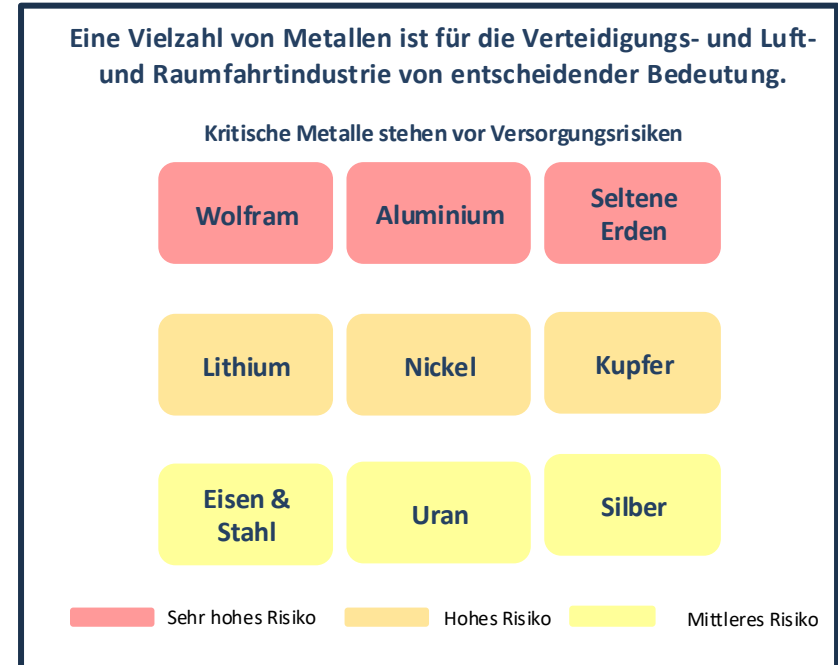 Eine Vielzahl von Metallen ist für die Verteidigungs- und Luft-
und Raumfahrtindustrie von entscheidender Bedeutung.
Kritische Metalle stehen vor Versorgungsrisiken
Wolfram
Aluminium
Seltene
Erden
Lithium
Nickel
Kupfer
Eisen &
Stahl
Uran
Silber
Sehr hohes Risiko
Hohes Risiko
Mittleres Risiko